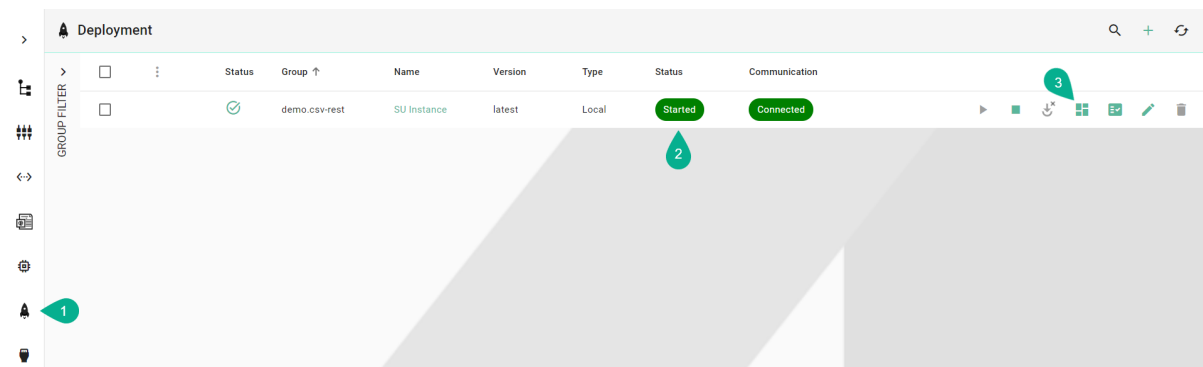 Deployment
GROUP FILTER
Status Group ↑ Name Version Type Status Communication
demo.csv-rest SU Instance latest Local Started Connected
3
2
1